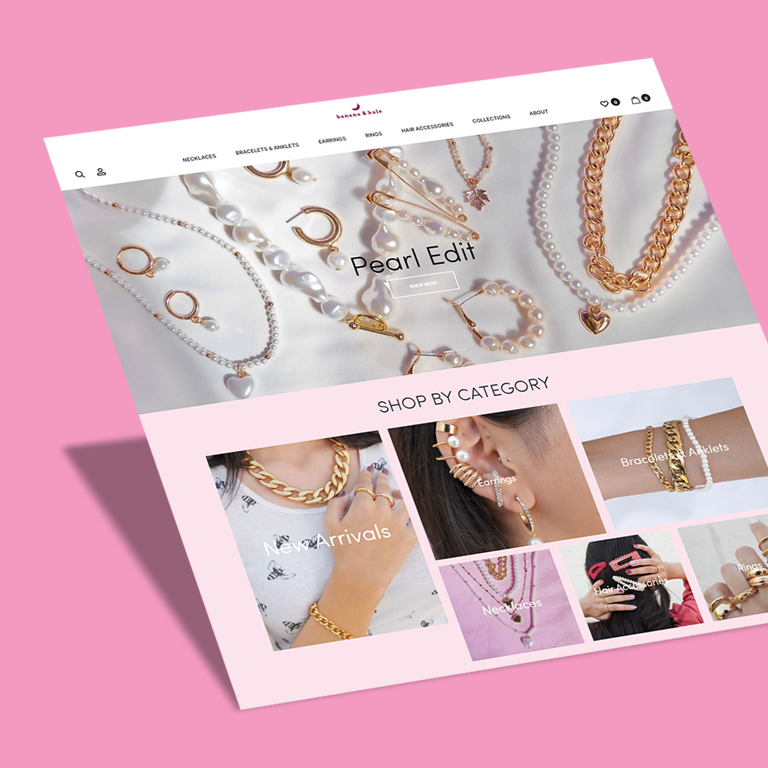 banana & bale
NECKLACES BRACELETS & ANKLETS EARRINGS RINGS HAIR ACCESSORIES COLLECTIONS ABOUT
0 0
Pearl Edit
SHOP NOW
SHOP BY CATEGORY
New Arrivals
Earrings
Bracelets & Anklets
Necklaces
Hair Accessories
Rings